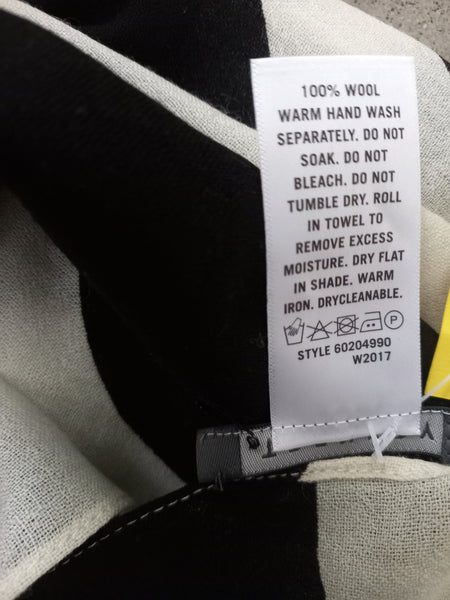 100% WOOL
WARM HAND WASH
SEPARATELY. DO NOT
SOAK. DO NOT
BLEACH. DO NOT
TUMBLE DRY. ROLL
IN TOWEL TO
REMOVE EXCESS
MOISTURE. DRY FLAT
IN SHADE. WARM
IRON. DRYCLEANABLE.
P
STYLE 60204990
W2017